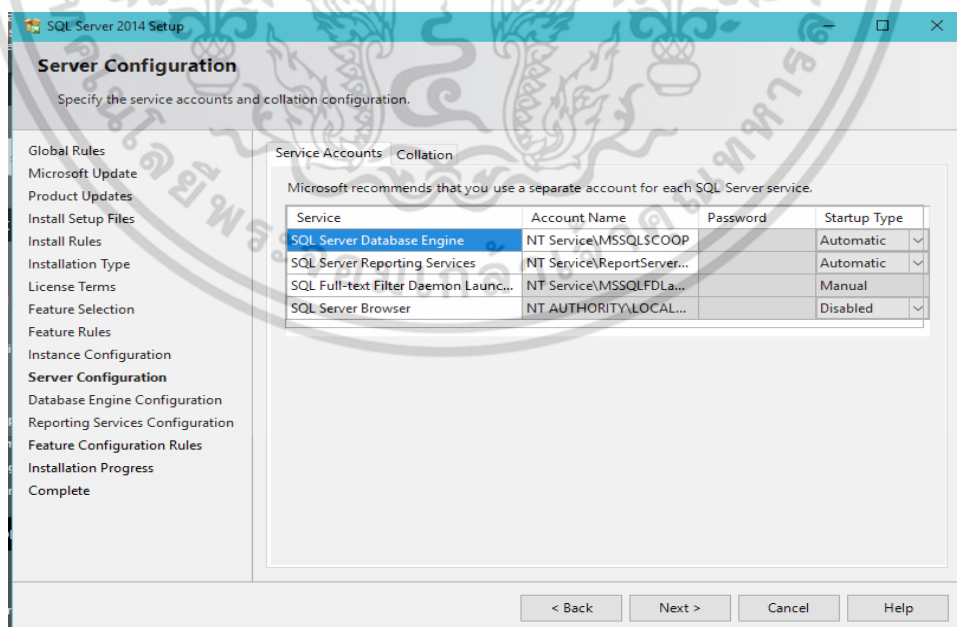 SQL Server 2014 Setup
Server Configuration
Specify the service accounts and collation configuration.
Global Rules
Microsoft Update
Product Updates
Install Setup Files
Install Rules
Installation Type
License Terms
Feature Selection
Feature Rules
Instance Configuration
Server Configuration
Database Engine Configuration
Reporting Services Configuration
Feature Configuration Rules
Installation Progress
Complete
Service Accounts Collation
Microsoft recommends that you use a separate account for each SQL Server service.
Service Account Name Password Startup Type
SQL Server Database Engine NT Service\MSSQL$COOP Automatic
SQL Server Reporting Services NT Service\ReportServer... Automatic
SQL Full-text Filter Daemon Launc... NT Service\MSSQLFDLa... Manual
SQL Server Browser NT AUTHORITY\LOCAL... Disabled
< Back Next > Cancel Help